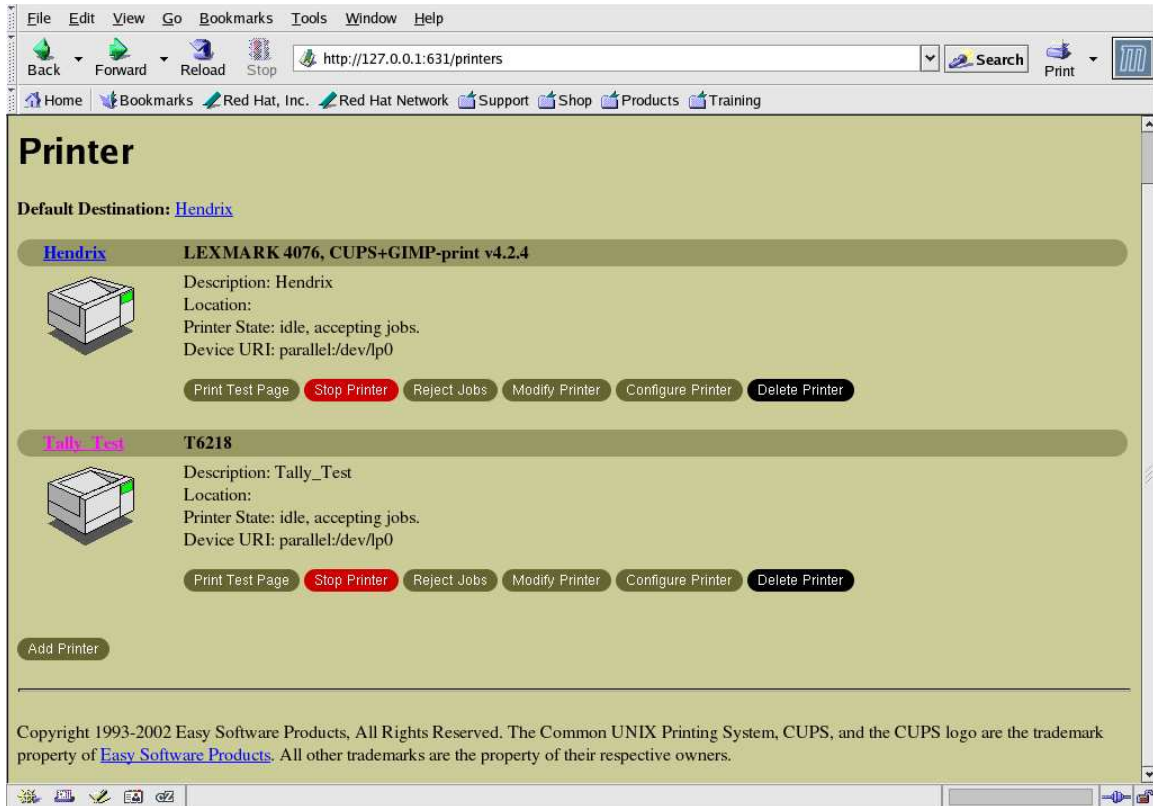 File Edit View Go Bookmarks Tools Window Help
Back Forward Reload Stop http://127.0.0.1:631/printers Search Print
Home Bookmarks Red Hat, Inc. Red Hat Network Support Shop Products Training
Printer
Default Destination: Hendrix
Hendrix LEXMARK 4076, CUPS+GIMP-print v4.2.4
Description: Hendrix
Location:
Printer State: idle, accepting jobs.
Device URI: parallel:/dev/lp0
Print Test Page Stop Printer Reject Jobs Modify Printer Configure Printer Delete Printer
Tally_Test T6218
Description: Tally_Test
Location:
Printer State: idle, accepting jobs.
Device URI: parallel:/dev/lp0
Print Test Page Stop Printer Reject Jobs Modify Printer Configure Printer Delete Printer
Add Printer
Copyright 1993-2002 Easy Software Products, All Rights Reserved. The Common UNIX Printing System, CUPS, and the CUPS logo are the trademark
property of Easy Software Products. All other trademarks are the property of their respective owners.